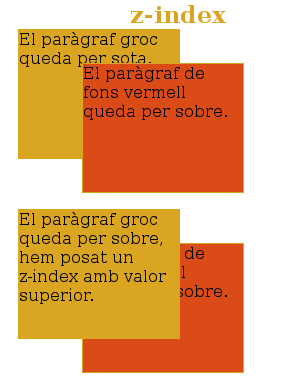 z-index
El paràgraf groc
queda per sota.
El paràgraf de
fons vermell
queda per sobre.
El paràgraf groc
queda per sobre,
hem posat un
z-index amb valor
superior.
de
sobre.